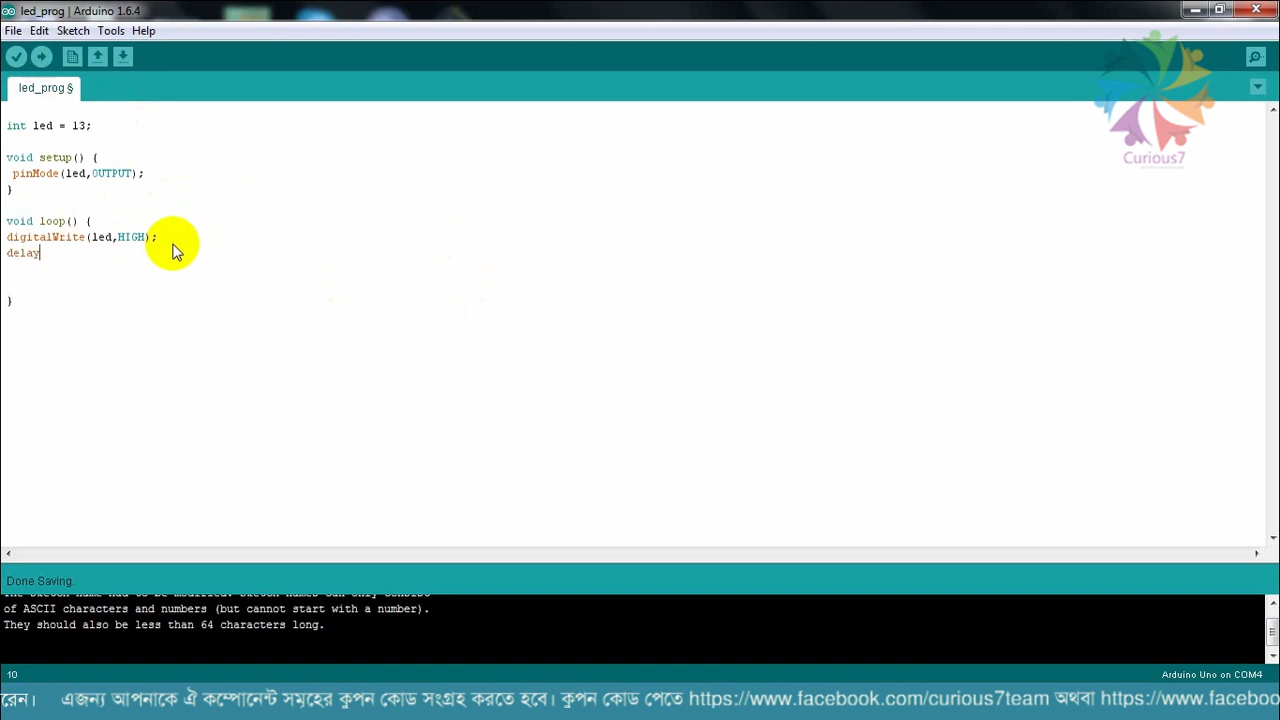 led_prog | Arduino 1.6.4
File Edit Sketch Tools Help
led_prog §
Curious7
int led = 13;
void setup() {
pinMode(led,OUTPUT);
}
void loop() {
digitalWrite(led,HIGH);
delay
}
Done Saving.
of ASCII characters and numbers (but cannot start with a number).
They should also be less than 64 characters long.
10
Arduino Uno on COM4
রেন। এজন্য আপনাকে ঐ কম্পোনেন্ট সমূহের কুপন কোড সংগ্রহ করতে হবে। কুপন কোড পেতে https://www.facebook.com/curious7team অথবা https://www.facebo